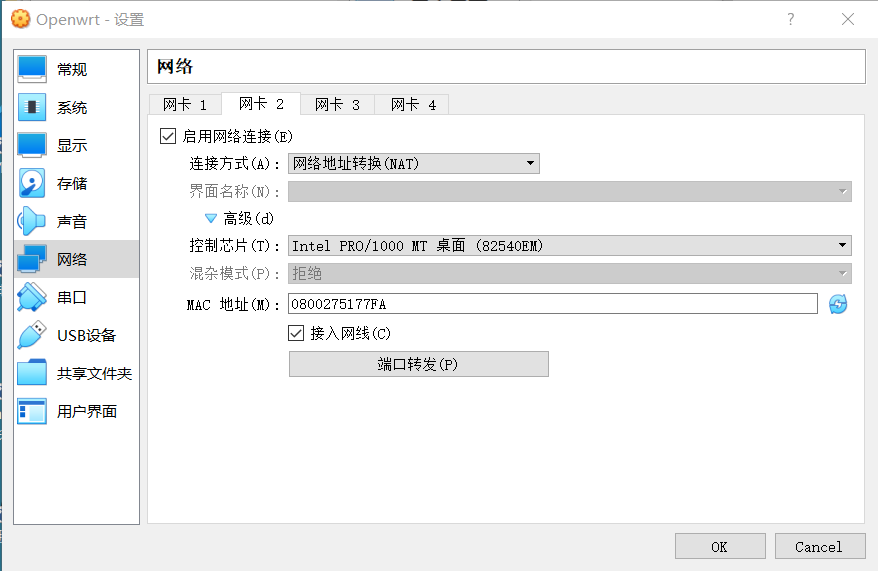 Openwrt - 设置
常规
系统
显示
存储
声音
网络
串口
USB设备
共享文件夹
用户界面
网络
网卡 1 网卡 2 网卡 3 网卡 4
启用网络连接(E)
连接方式(A): 网络地址转换(NAT)
界面名称(N):
高级(d)
控制芯片(T): Intel PRO/1000 MT 桌面 (82540EM)
混杂模式(P): 拒绝
MAC 地址(M): 0800275177FA
接入网线(C)
端口转发(P)
OK Cancel